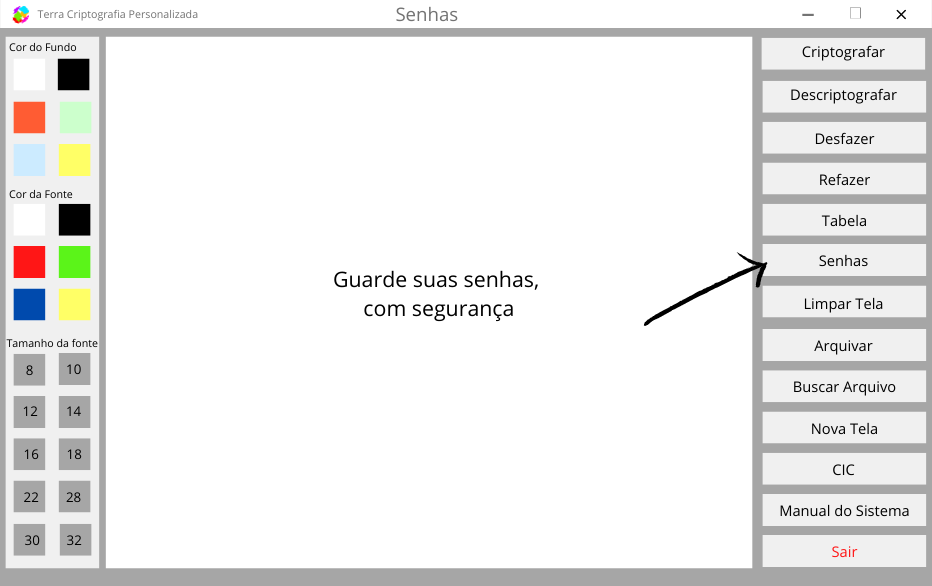 Terra Criptografia Personalizada
Senhas
Cor do Fundo
Cor da Fonte
Tamanho da fonte
8 10
12 14
16 18
22 28
30 32
Guarde suas senhas,
com segurança
Criptografar
Descriptografar
Desfazer
Refazer
Tabela
Senhas
Limpar Tela
Arquivar
Buscar Arquivo
Nova Tela
CIC
Manual do Sistema
Sair